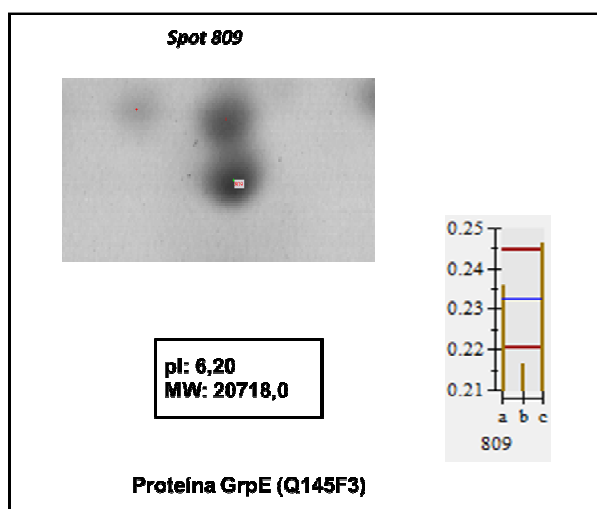 Spot 809
0.25
0.24
0.23
0.22
0.21
a b c
809
pI: 6,20
MW: 20718,0
Proteína GrpE (Q145F3)